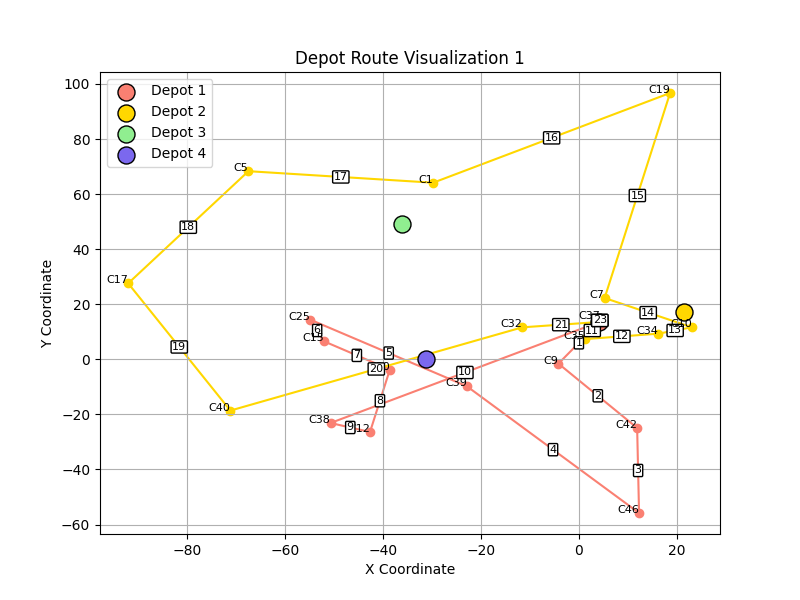 Depot Route Visualization 1
Depot 1
Depot 2
Depot 3
Depot 4
Y Coordinate
X Coordinate
100
80
60
40
20
0
−20
−40
−60
−80
−60
−40
−20
0
20
C19
16
C5
17
C1
15
18
C17
C7
14
C25
6
C32
21
23
C10
13
C35
11
12
C34
C13
1
19
7
5
C9
20
10
C39
2
8
C40
C38
9
C42
4
3
C46